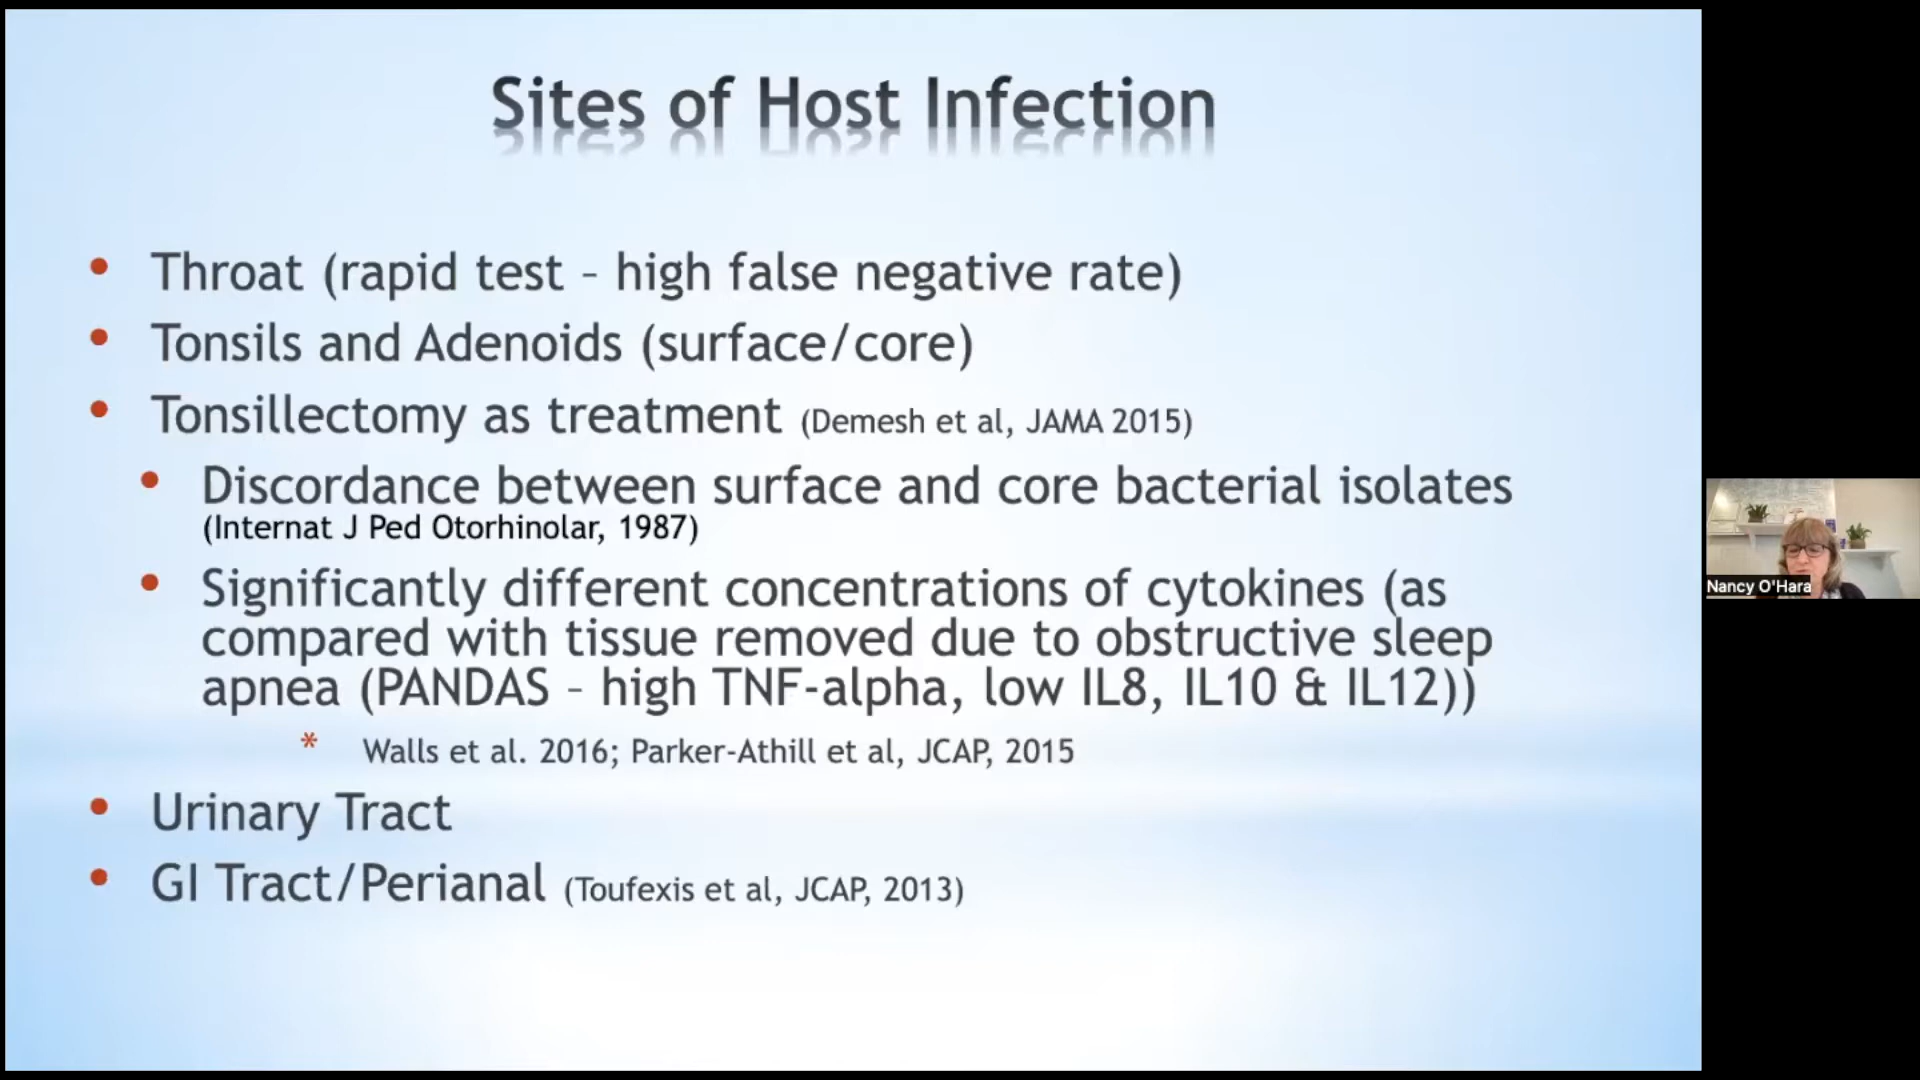 Sites of Host Infection
• Throat (rapid test – high false negative rate)
• Tonsils and Adenoids (surface/core)
• Tonsillectomy as treatment (Demesh et al, JAMA 2015)
• Discordance between surface and core bacterial isolates
(Internat J Ped Otorhinolar, 1987)
• Significantly different concentrations of cytokines (as
compared with tissue removed due to obstructive sleep
apnea (PANDAS – high TNF-alpha, low IL8, IL10 & IL12))
* Walls et al. 2016; Parker-Athill et al, JCAP, 2015
• Urinary Tract
• GI Tract/Perianal (Toufexis et al, JCAP, 2013)
Nancy O'Hara